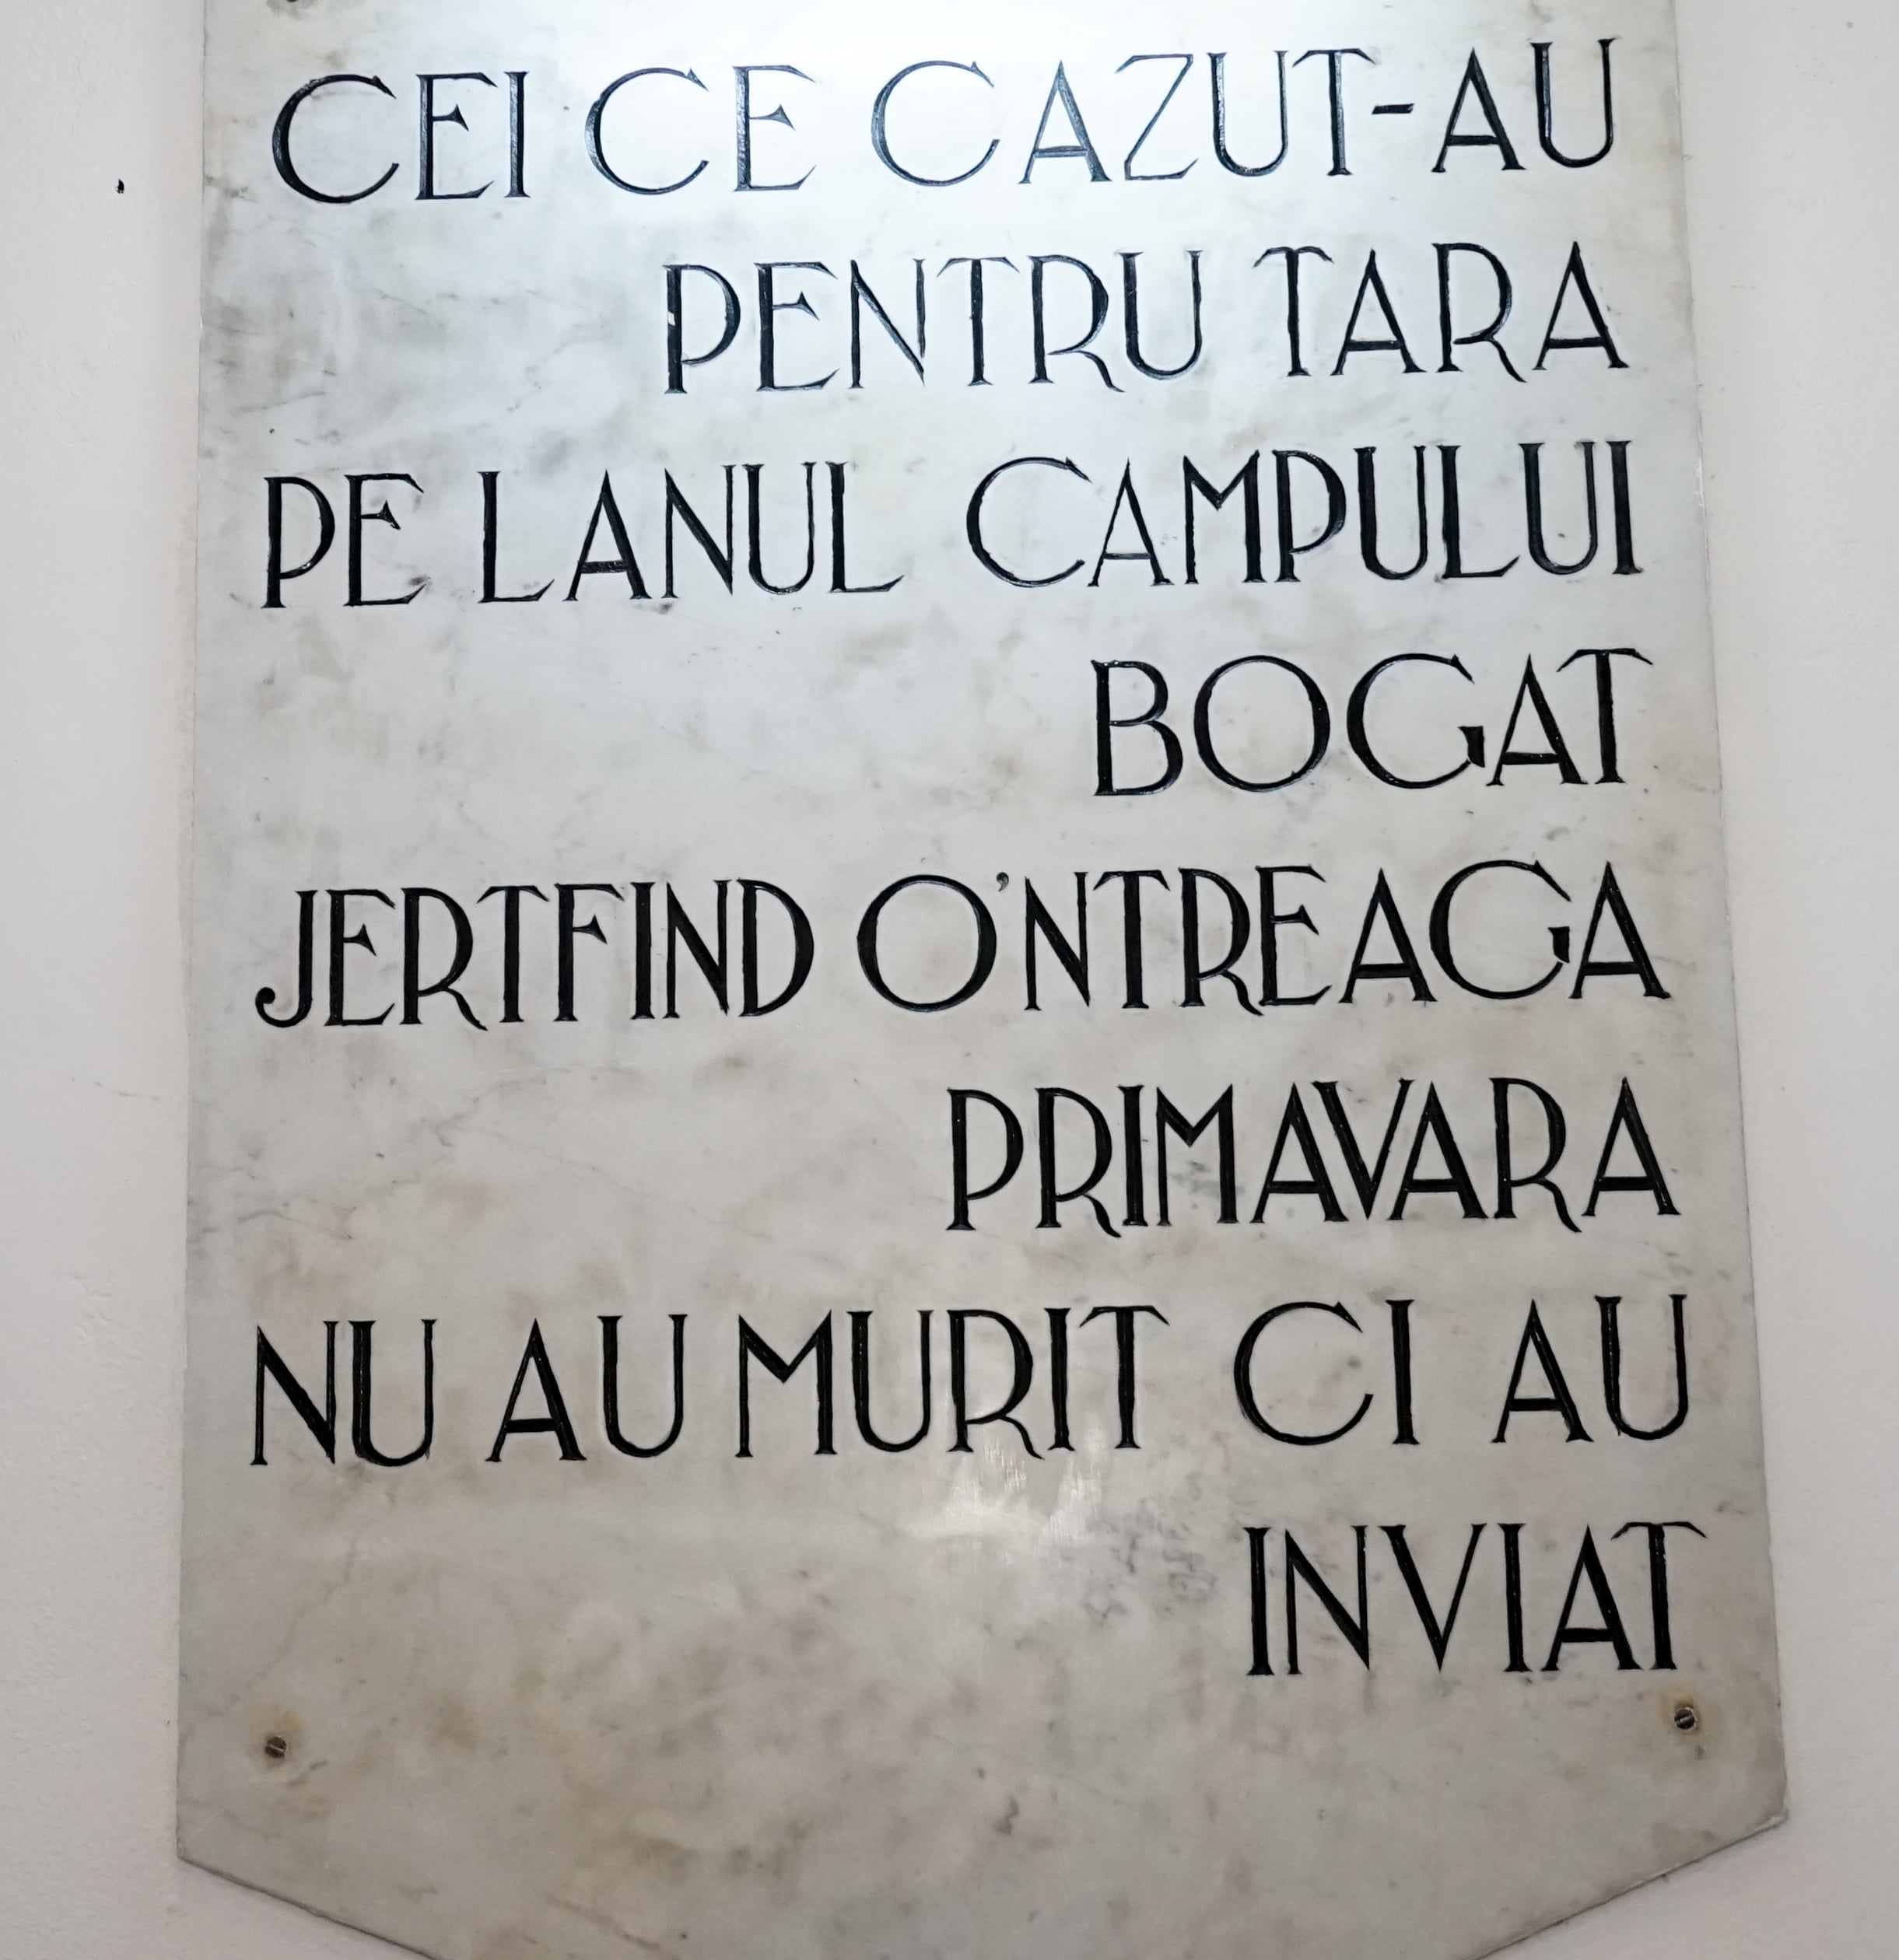 CEI CE CAZUT-AU
PENTRU TARA
PE LANUL CAMPULUI
BOGAT
JERTFIND O'NTREAGA
PRIMAVARA
NU AU MURIT CI AU
INVIAT